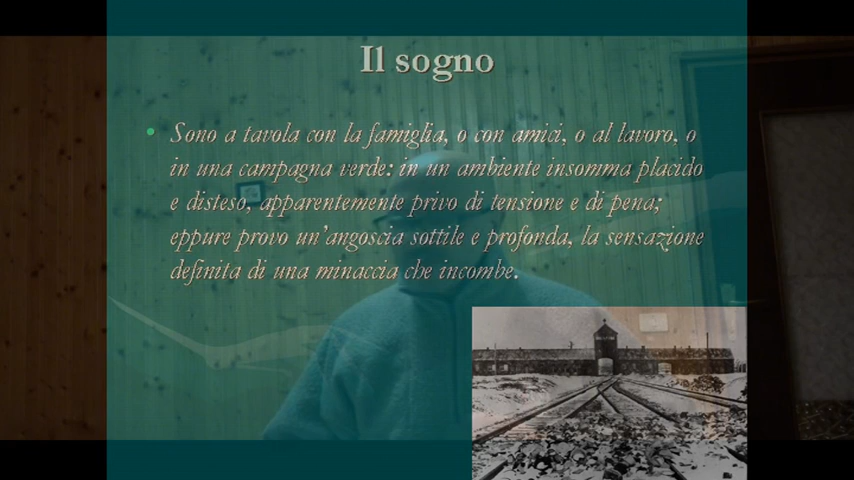 Il sogno
• Sono a tavola con la famiglia, o con amici, o al lavoro, o
in una campagna verde: in un ambiente insomma placido
e disteso, apparentemente privo di tensione e di pena;
eppure provo un'angoscia sottile e profonda, la sensazione
definita di una minaccia che incombe.